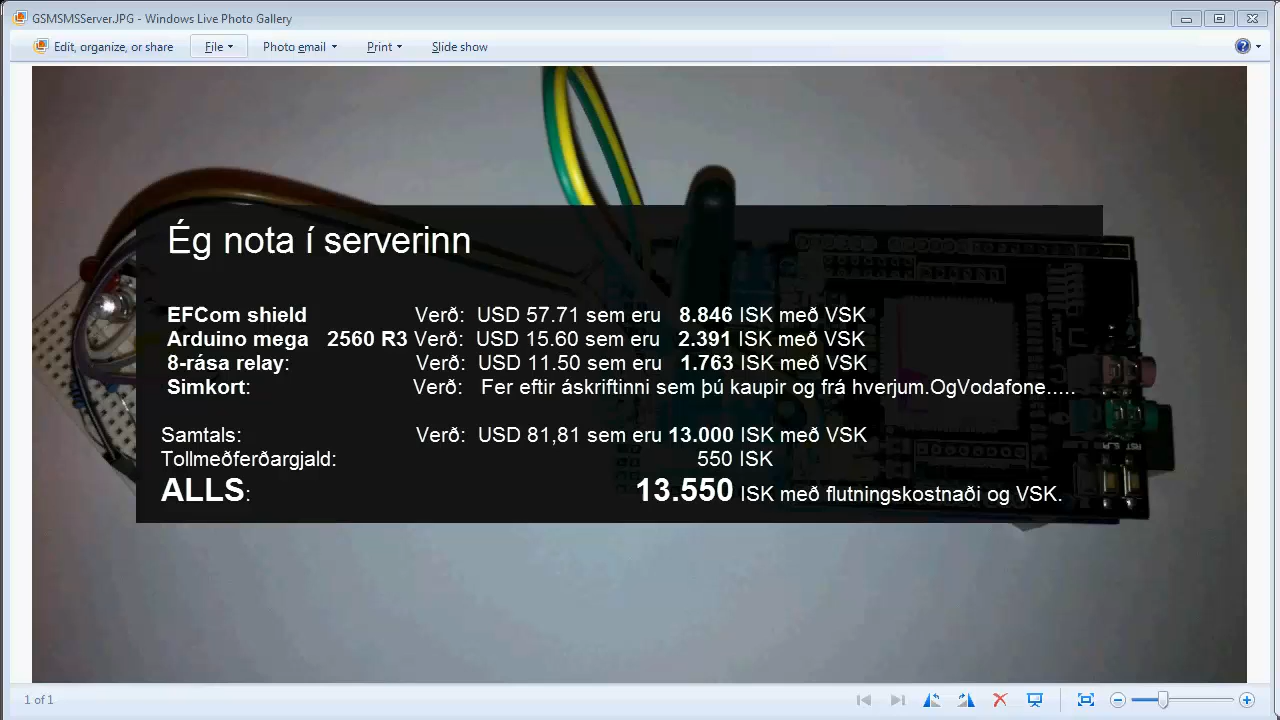 GSMSMSServer.JPG - Windows Live Photo Gallery
Edit, organize, or share File Photo email Print Slide show
Ég nota í serverinn
EFCom shield Verð: USD 57.71 sem eru 8.846 ISK með VSK
Arduino mega 2560 R3 Verð: USD 15.60 sem eru 2.391 ISK með VSK
8-rása relay: Verð: USD 11.50 sem eru 1.763 ISK með VSK
Simkort: Verð: Fer eftir áskriftinni sem þú kaupir og frá hverjum.OgVodafone.....
Samtals: Verð: USD 81,81 sem eru 13.000 ISK með VSK
Tollmeðferðargjald: 550 ISK
ALLS: 13.550 ISK með flutningskostnaði og VSK.
1 of 1